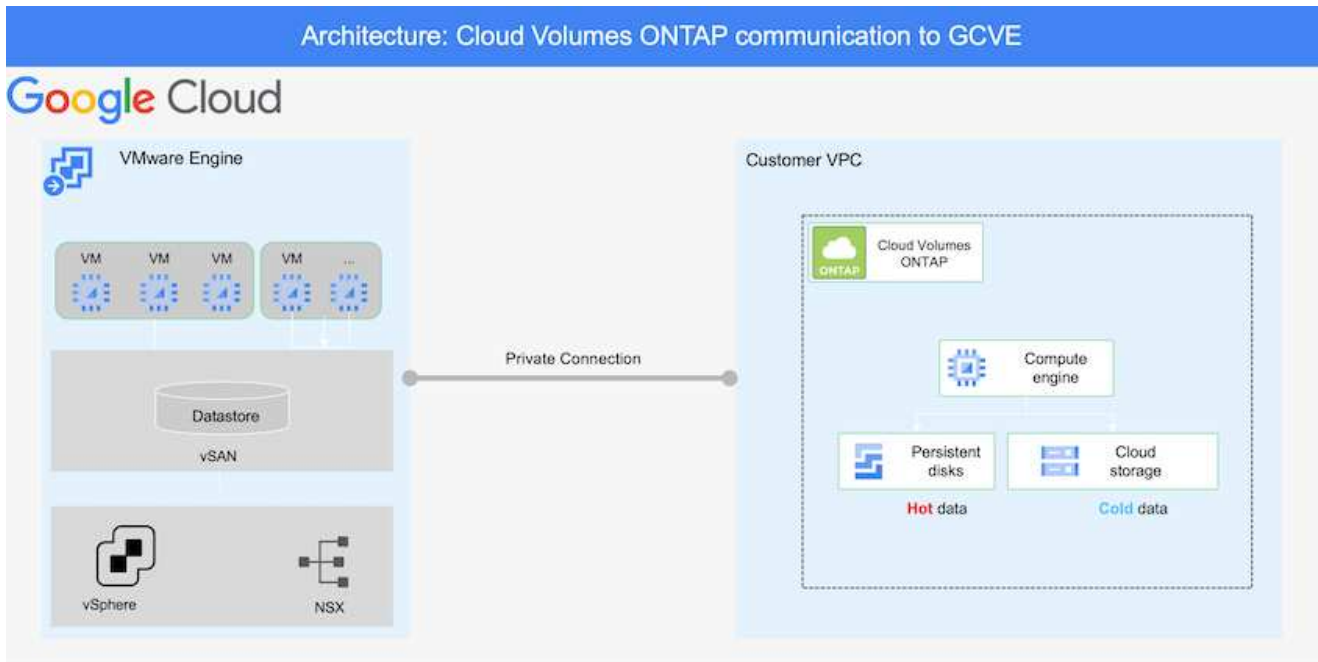 Architecture: Cloud Volumes ONTAP communication to GCVE
Google Cloud
VMware Engine
VM VM VM VM ...
Datastore
vSAN
vSphere
NSX
Private Connection
Customer VPC
ONTAP
Cloud Volumes
ONTAP
Compute
engine
Persistent
disks
Hot data
Cloud
storage
Cold data